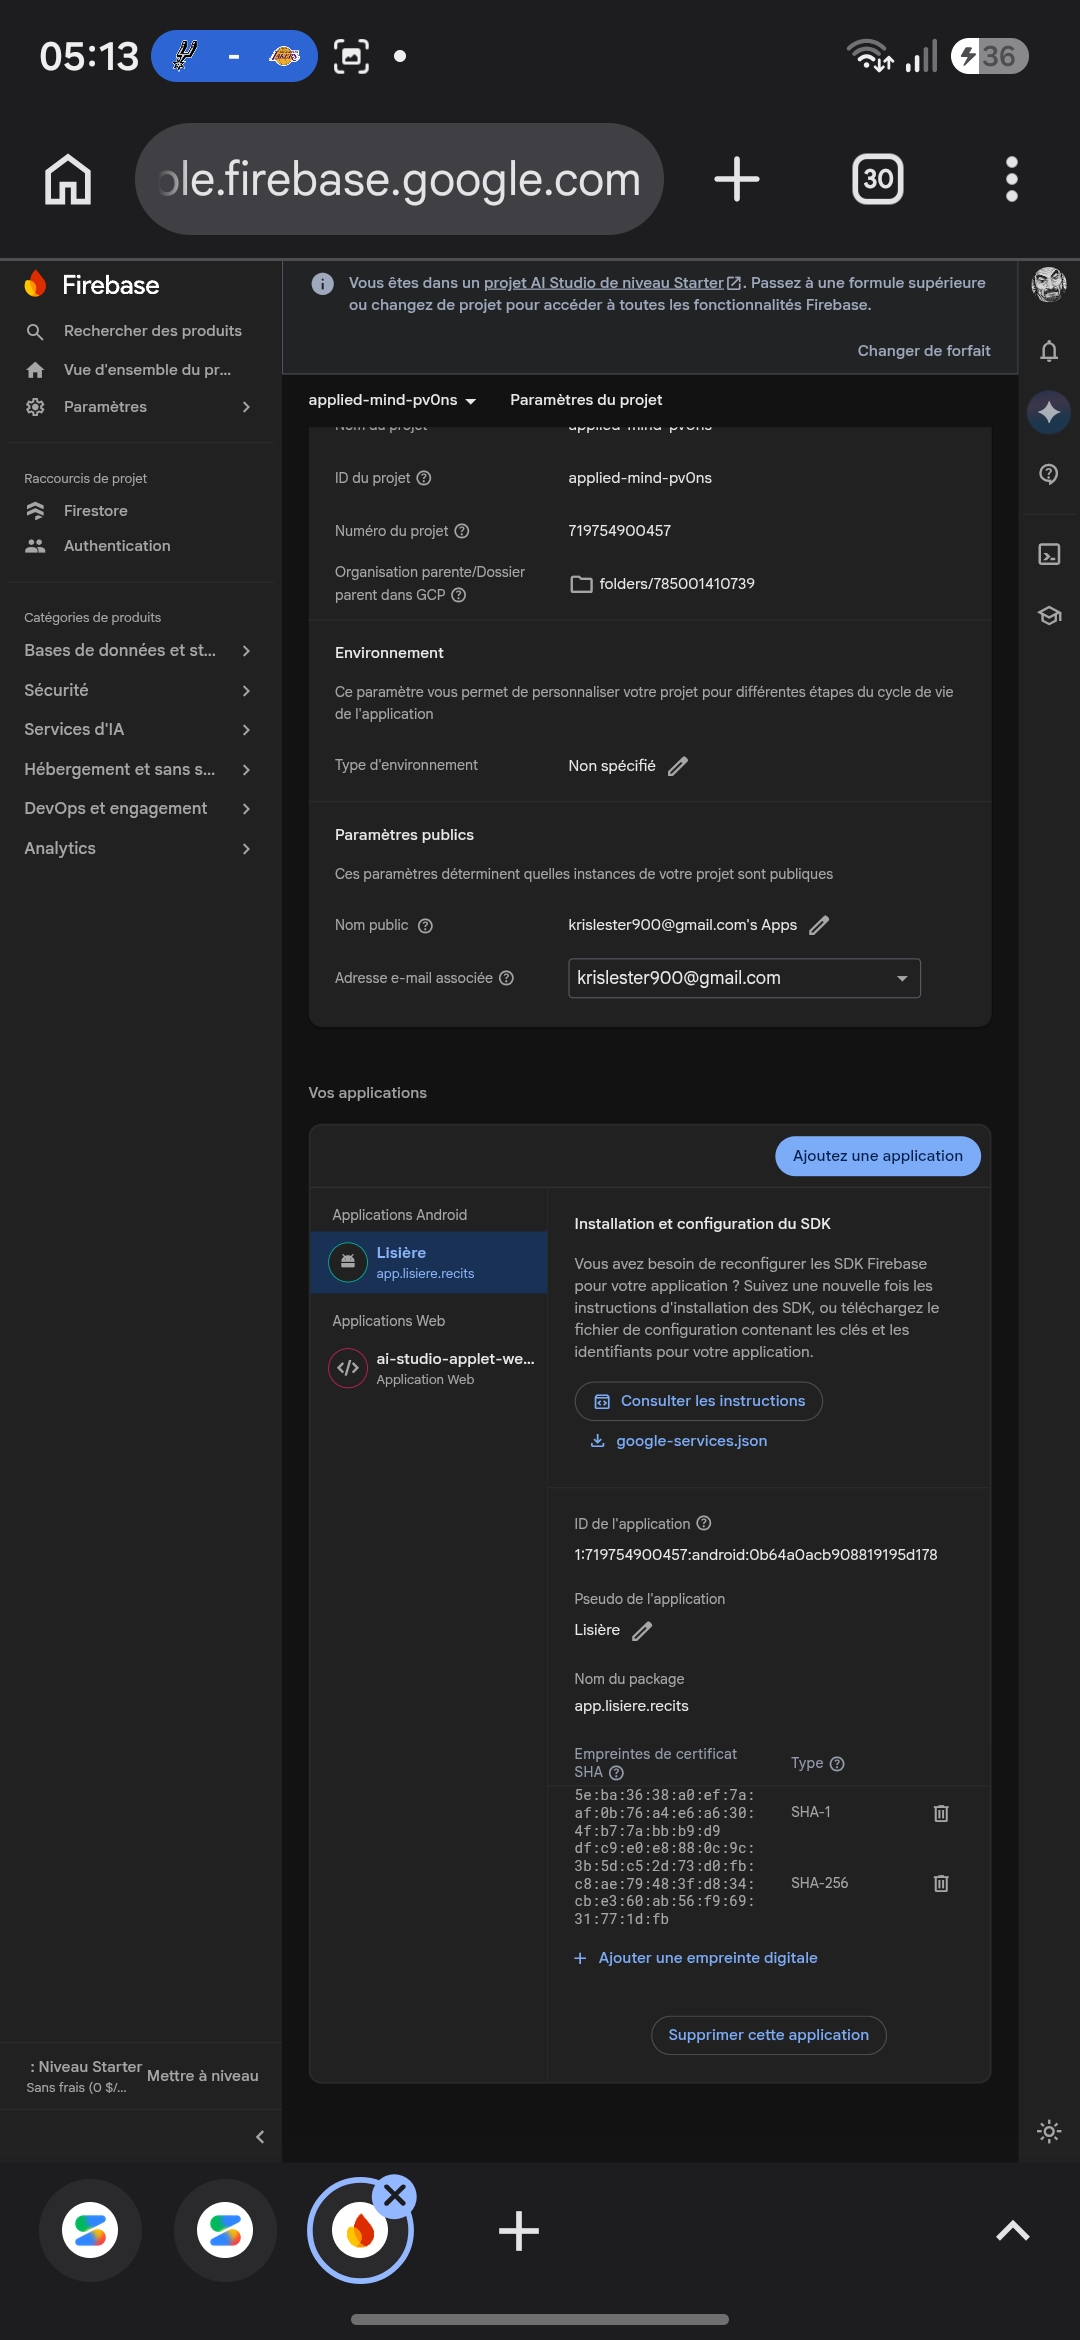 05:13
-
36
ple.firebase.google.com
30
Firebase
Rechercher des produits
Vue d'ensemble du pr...
Paramètres
Raccourcis de projet
Firestore
Authentication
Catégories de produits
Bases de données et st...
Sécurité
Services d'IA
Hébergement et sans s...
DevOps et engagement
Analytics
: Niveau Starter
Sans frais (0 $/...
Mettre à niveau
Vous êtes dans un projet AI Studio de niveau Starter. Passez à une formule supérieure
ou changez de projet pour accéder à toutes les fonctionnalités Firebase.
Changer de forfait
applied-mind-pv0ns
Paramètres du projet
Nom du projet
applied-mind-pv0ns
ID du projet
applied-mind-pv0ns
Numéro du projet
719754900457
Organisation parente/Dossier
parent dans GCP
folders/785001410739
Environnement
Ce paramètre vous permet de personnaliser votre projet pour différentes étapes du cycle de vie
de l'application
Type d'environnement
Non spécifié
Paramètres publics
Ces paramètres déterminent quelles instances de votre projet sont publiques
Nom public
krislester900@gmail.com's Apps
Adresse e-mail associée
krislester900@gmail.com
Vos applications
Ajoutez une application
Applications Android
Lisière
app.lisiere.recits
Applications Web
ai-studio-applet-we...
Application Web
Installation et configuration du SDK
Vous avez besoin de reconfigurer les SDK Firebase
pour votre application ? Suivez une nouvelle fois les
instructions d'installation des SDK, ou téléchargez le
fichier de configuration contenant les clés et les
identifiants pour votre application.
Consulter les instructions
google-services.json
ID de l'application
1:719754900457:android:0b64a0acb908819195d178
Pseudo de l'application
Lisière
Nom du package
app.lisiere.recits
Empreintes de certificat
SHA
Type
5e:ba:36:38:a0:ef:7a:
af:0b:76:a4:e6:a6:30:
4f:b7:7a:bb:b9:d9
SHA-1
df:c9:e0:e8:88:0c:9c:
3b:5d:c5:2d:73:d0:fb:
c8:ae:79:48:3f:d8:34:
cb:e3:60:ab:56:f9:69:
31:77:1d:fb
SHA-256
Ajouter une empreinte digitale
Supprimer cette application